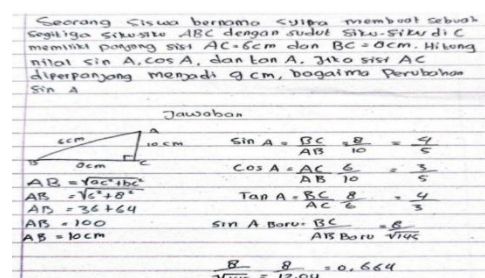 Seorang Siswa bernama Syipa membuat sebuah
Segitiga Siku-siku ABC dengan sudut Siku-Siku di C
memiliki panjang sisi AC=6cm dan BC=8cm. Hitung
nilai sin A, cos A, dan tan A. Jika sisi AC
diperpanjang menjadi 9 cm, bagaima Perubahan
Sin A
Jawaban
A
6cm
10cm
B
8cm
C
Sin A = BC/AB = 8/10 = 4/5
Cos A = AC/AB 6/10 = 3/5
Tan A = BC/AC 8/6 = 4/3
AB = √ac²+bc²
AB = √6²+8²
AB = 36+64
AB = 100
AB = 10cm
Sin A Baru = BC/AB Baru = 8/√145
8/√145 = 8/12.04 = 0,664